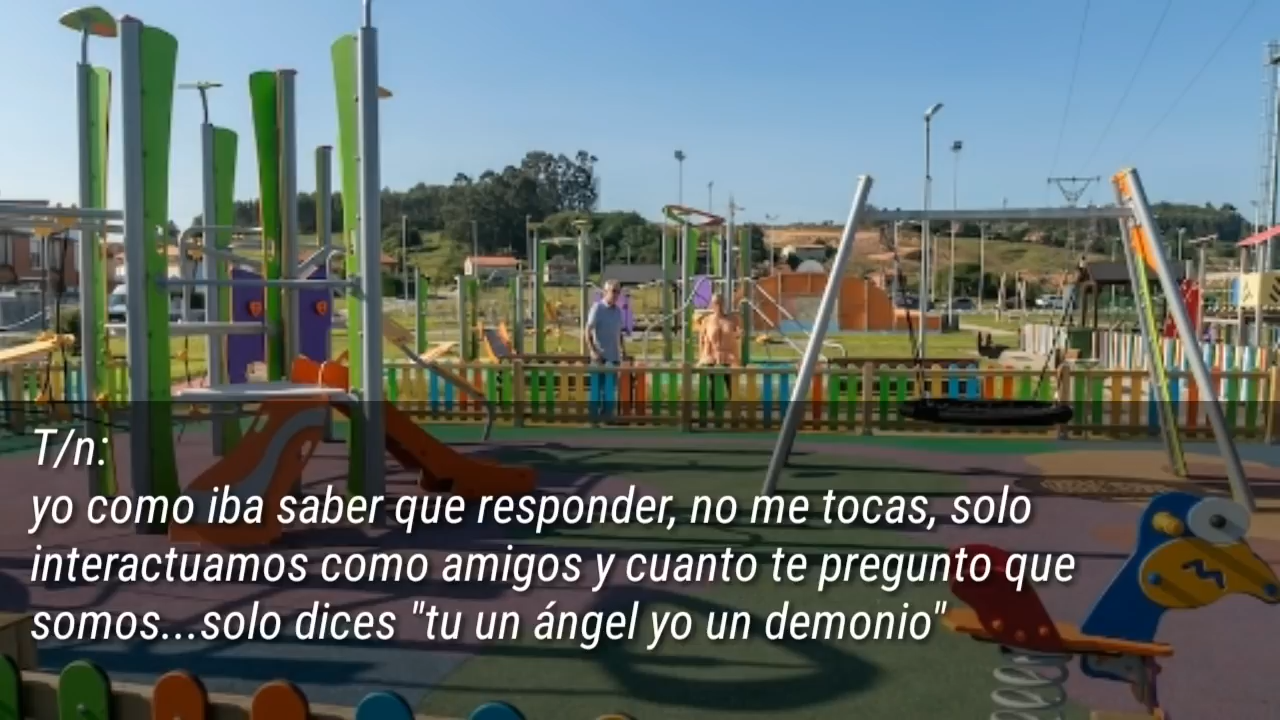 T/n:
yo como iba saber que responder, no me tocas, solo
interactuamos como amigos y cuanto te pregunto que
somos...solo dices "tu un ángel yo un demonio"